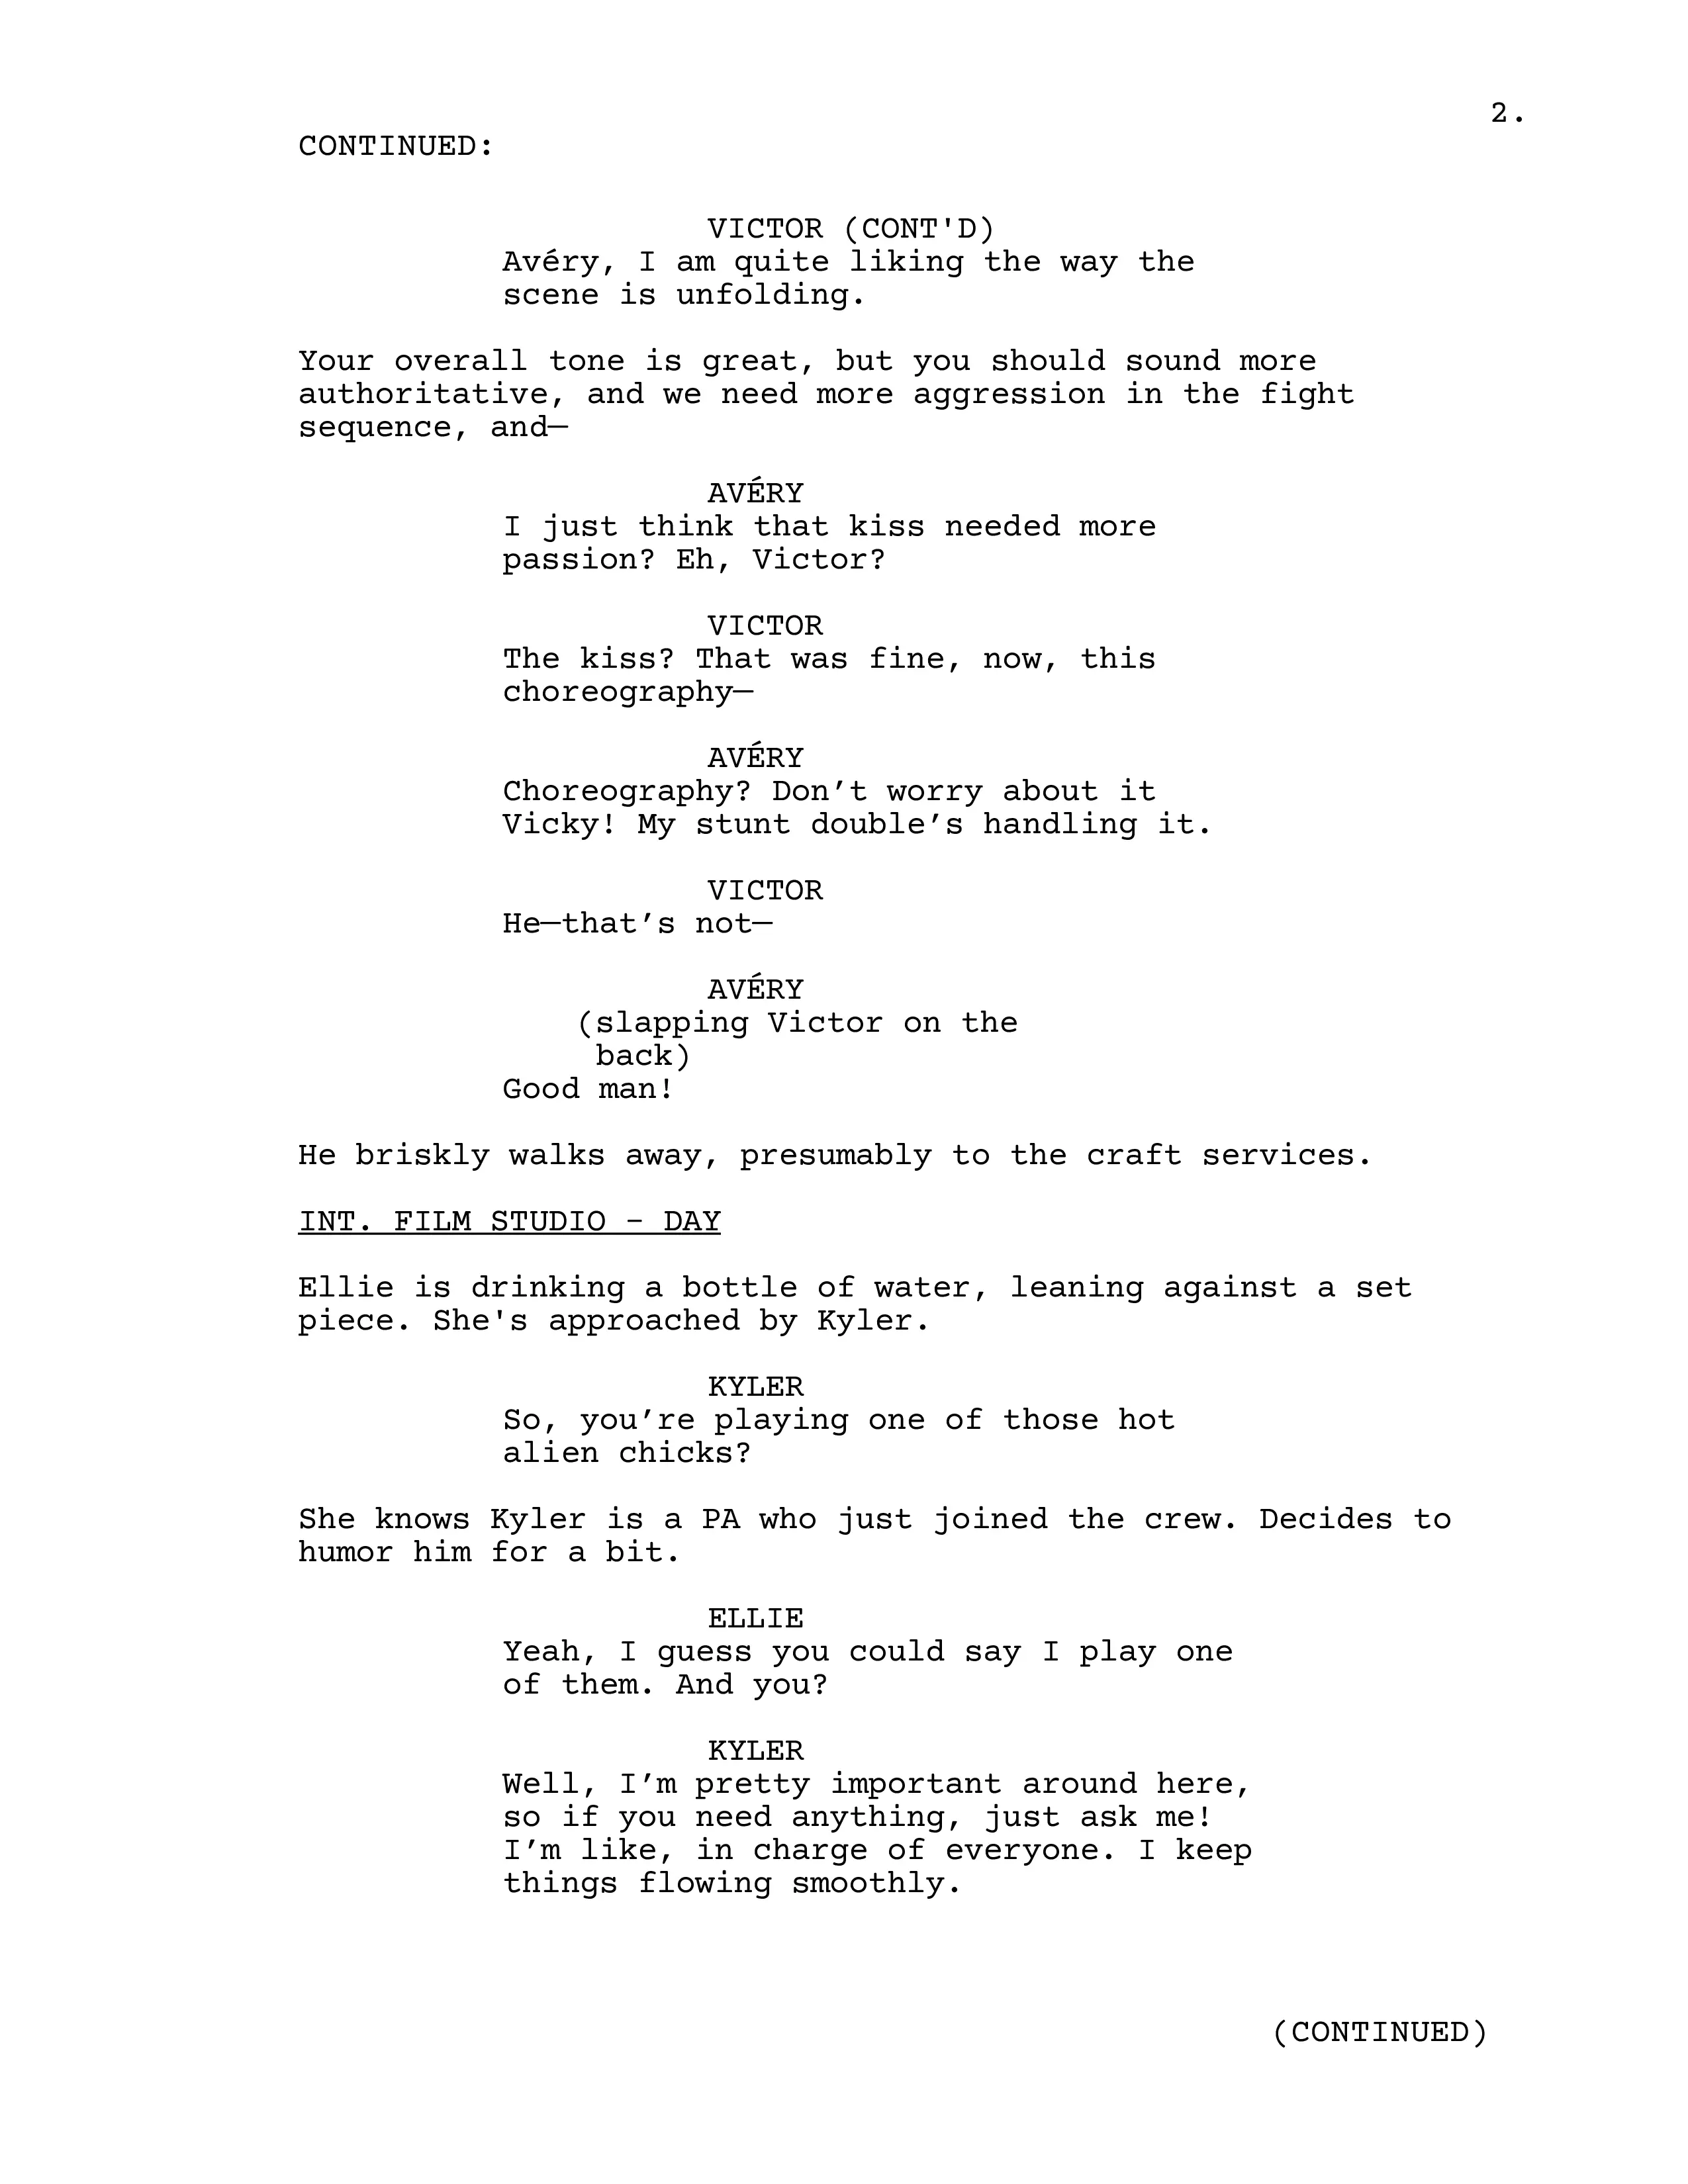 2.
CONTINUED:
VICTOR (CONT'D)
Avéry, I am quite liking the way the
scene is unfolding.
Your overall tone is great, but you should sound more
authoritative, and we need more aggression in the fight
sequence, and—
AVÉRY
I just think that kiss needed more
passion? Eh, Victor?
VICTOR
The kiss? That was fine, now, this
choreography—
AVÉRY
Choreography? Don’t worry about it
Vicky! My stunt double’s handling it.
VICTOR
He—that’s not—
AVÉRY
(slapping Victor on the
back)
Good man!
He briskly walks away, presumably to the craft services.
INT. FILM STUDIO - DAY
Ellie is drinking a bottle of water, leaning against a set
piece. She's approached by Kyler.
KYLER
So, you’re playing one of those hot
alien chicks?
She knows Kyler is a PA who just joined the crew. Decides to
humor him for a bit.
ELLIE
Yeah, I guess you could say I play one
of them. And you?
KYLER
Well, I’m pretty important around here,
so if you need anything, just ask me!
I’m like, in charge of everyone. I keep
things flowing smoothly.
(CONTINUED)